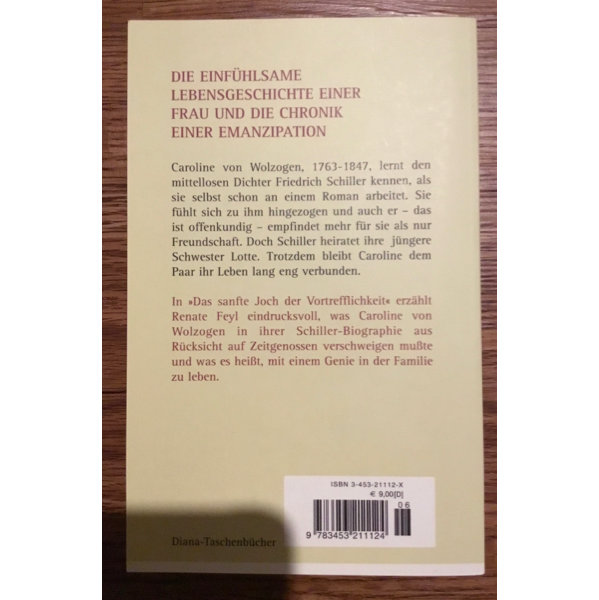 DIE EINFÜHLSAME
LEBENSGESCHICHTE EINER
FRAU UND DIE CHRONIK
EINER EMANZIPATION
Caroline von Wolzogen, 1763-1847, lernt den
mittellosen Dichter Friedrich Schiller kennen, als
sie selbst schon an einem Roman arbeitet. Sie
fühlt sich zu ihm hingezogen und auch er – das
ist offenkundig – empfindet mehr für sie als nur
Freundschaft. Doch Schiller heiratet ihre jüngere
Schwester Lotte. Trotzdem bleibt Caroline dem
Paar ihr Leben lang eng verbunden.
In »Das sanfte Joch der Vortrefflichkeit« erzählt
Renate Feyl eindrucksvoll, was Caroline von
Wolzogen in ihrer Schiller-Biographie aus
Rücksicht auf Zeitgenossen verschweigen mußte
und was es heißt, mit einem Genie in der Familie
zu leben.
ISBN 3-453-21112-X
€ 9,00[D]
06
9 783453 211124
Diana-Taschenbücher